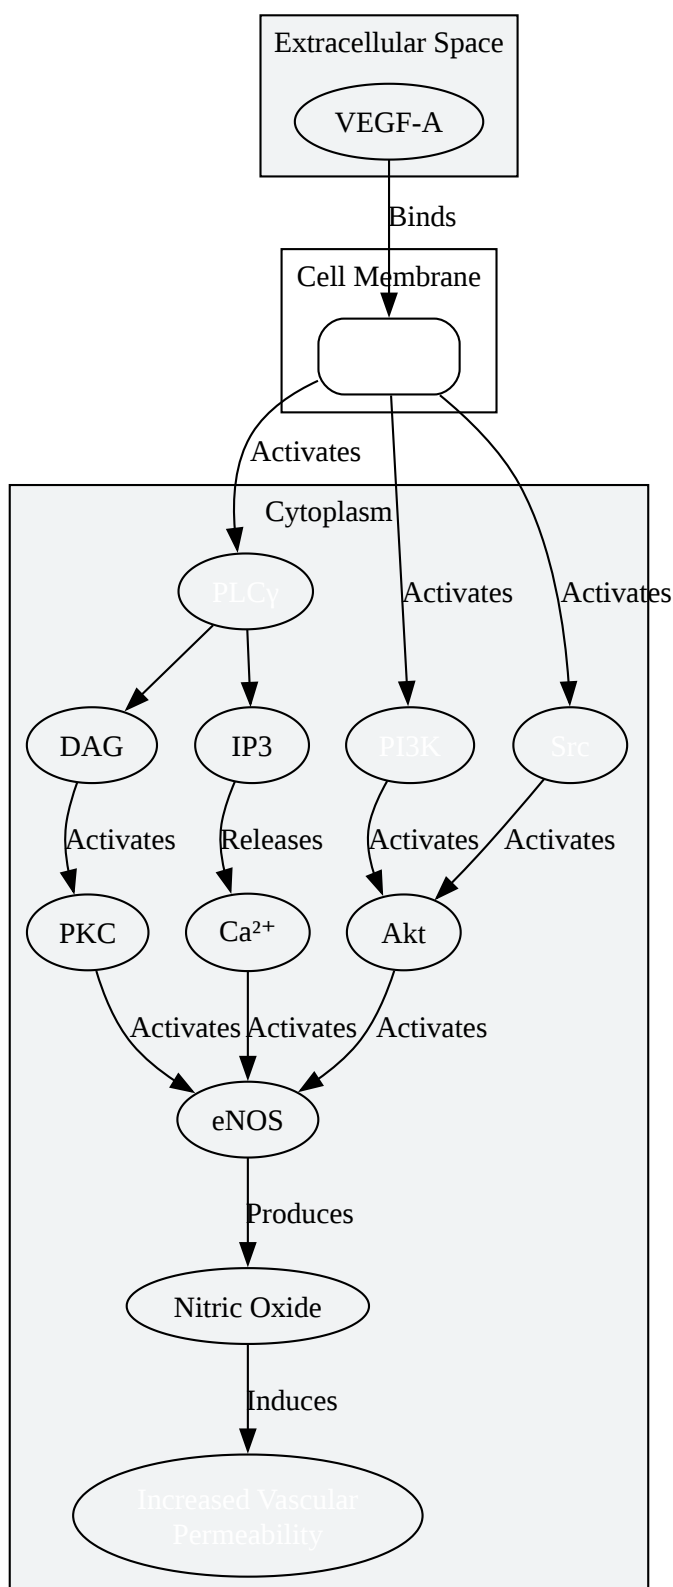 Extracellular Space
VEGF-A
Binds
Cell Membrane
Activates
Cytoplasm
PLCγ
Activates
Activates
DAG
IP3
PI3K
Src
Activates
Releases
Activates
Activates
PKC
Ca²⁺
Akt
Activates
Activates
Activates
eNOS
Produces
Nitric Oxide
Induces
Increased Vascular
Permeability